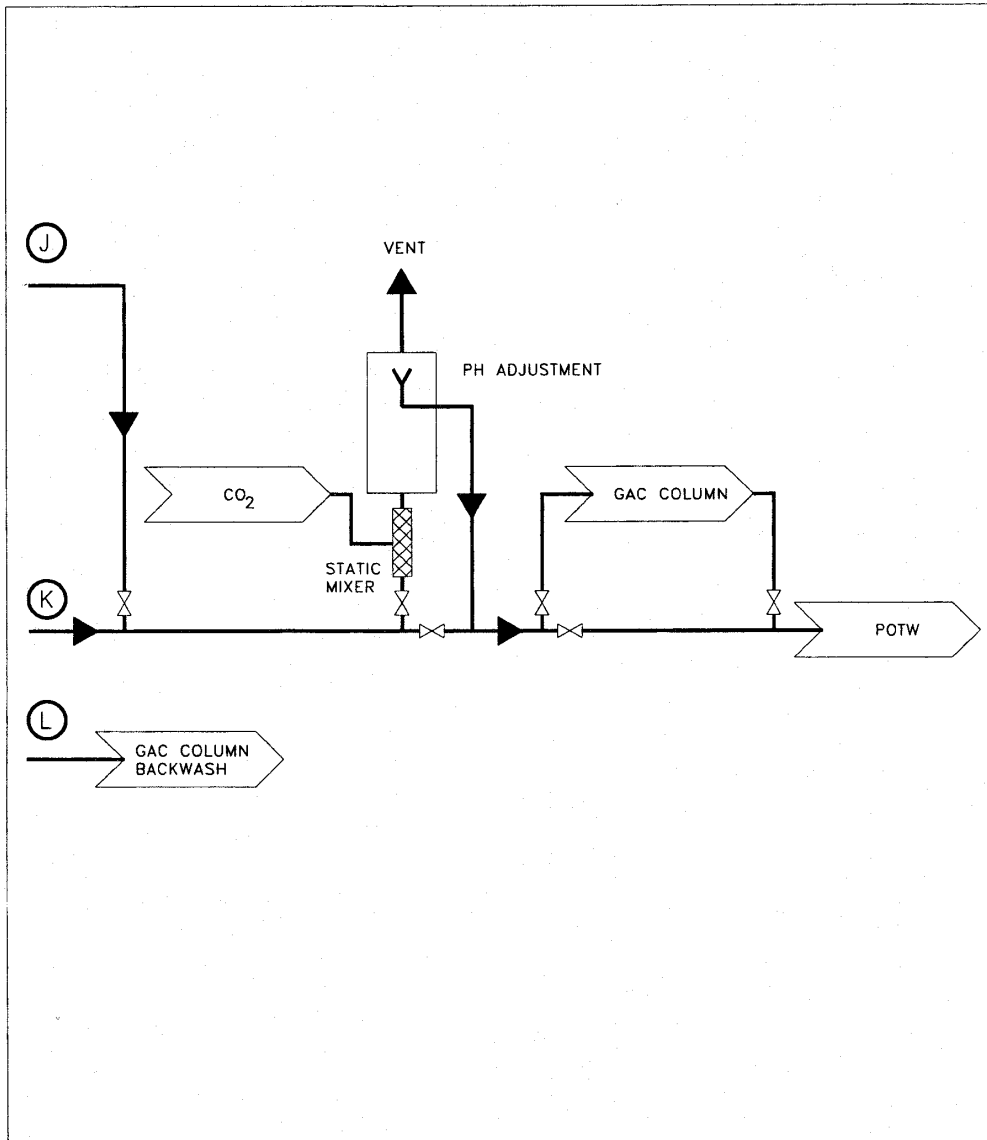 J
VENT
PH ADJUSTMENT
CO2
GAC COLUMN
STATIC
MIXER
K
POTW
L
GAC COLUMN
BACKWASH